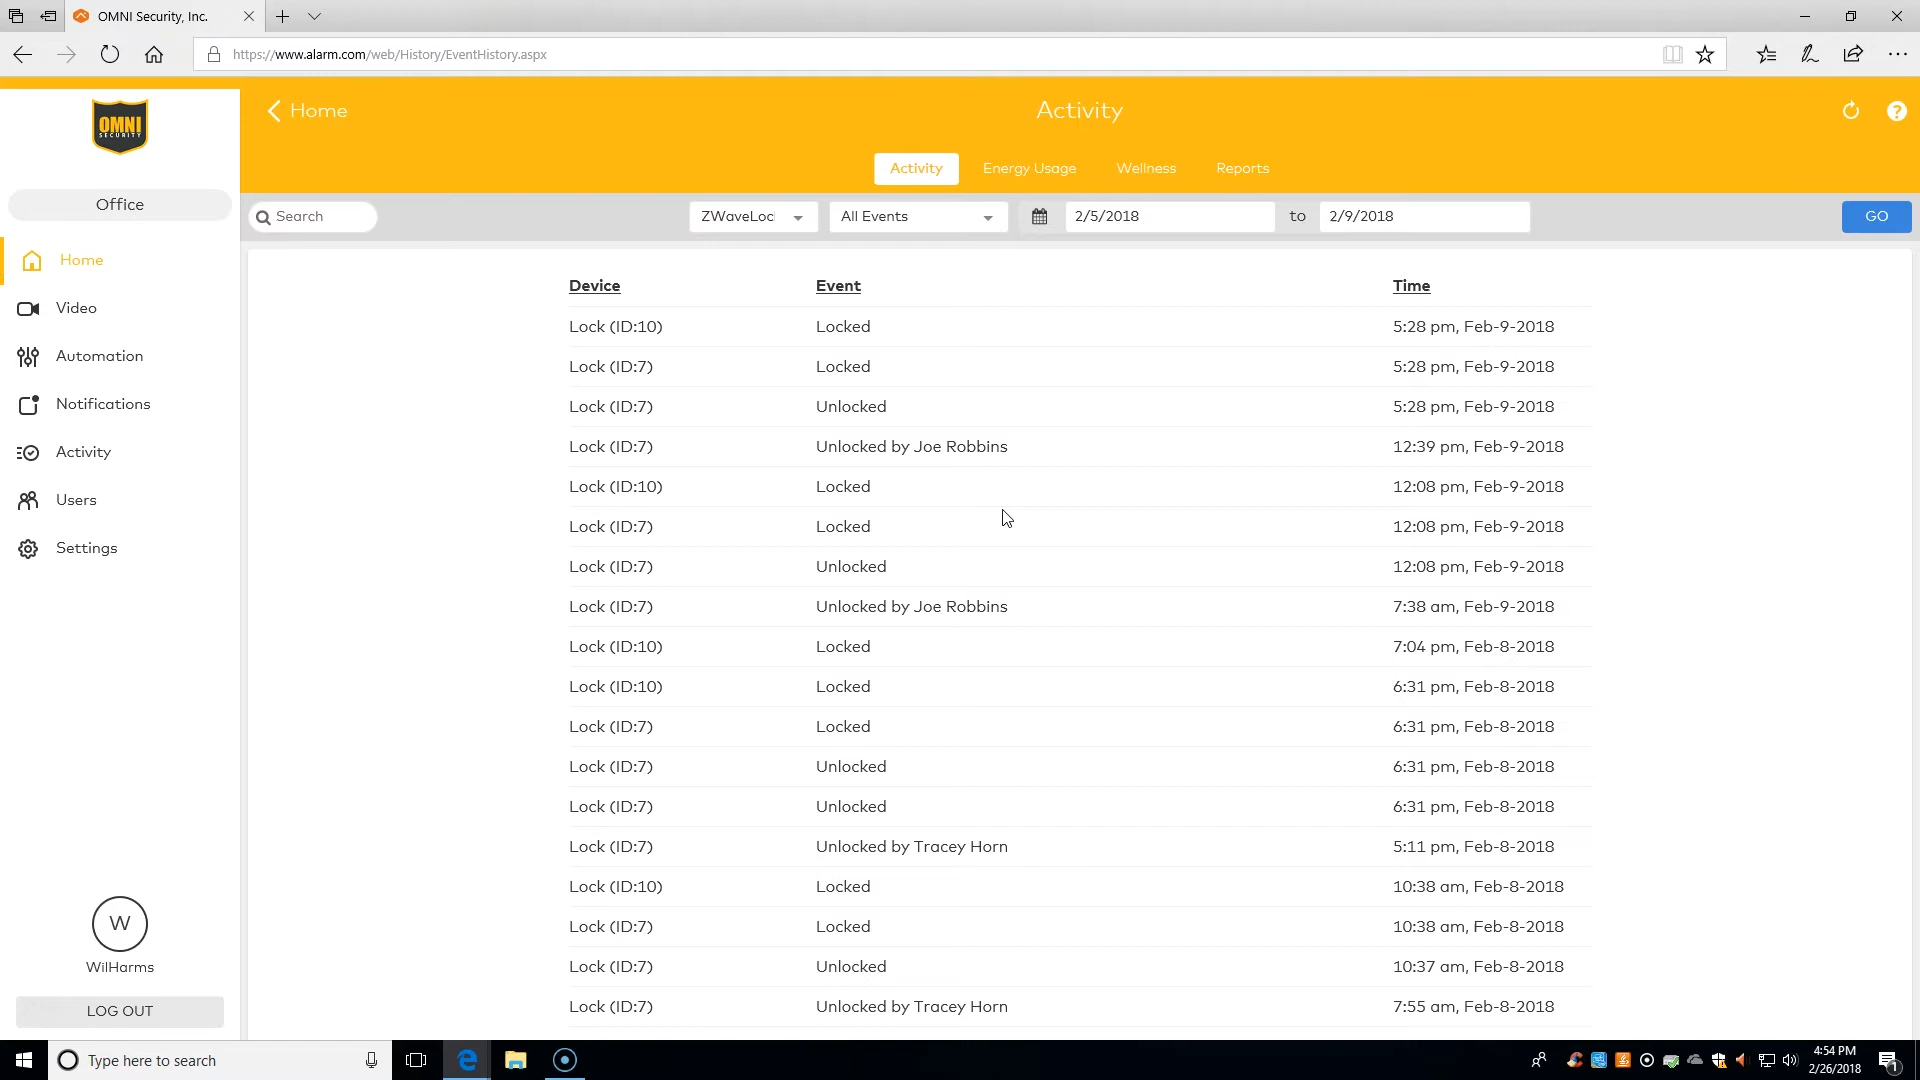 OMNI Security, Inc.
https://www.alarm.com/web/History/EventHistory.aspx
OMNI
SECURITY
Home
Activity
Activity
Energy Usage
Wellness
Reports
Office
Search
ZWaveLoc
All Events
2/5/2018
to
2/9/2018
GO
Home
Video
Automation
Notifications
Activity
Users
Settings
Device Event Time
Lock (ID:10) Locked 5:28 pm, Feb-9-2018
Lock (ID:7) Locked 5:28 pm, Feb-9-2018
Lock (ID:7) Unlocked 5:28 pm, Feb-9-2018
Lock (ID:7) Unlocked by Joe Robbins 12:39 pm, Feb-9-2018
Lock (ID:10) Locked 12:08 pm, Feb-9-2018
Lock (ID:7) Locked 12:08 pm, Feb-9-2018
Lock (ID:7) Unlocked 12:08 pm, Feb-9-2018
Lock (ID:7) Unlocked by Joe Robbins 7:38 am, Feb-9-2018
Lock (ID:10) Locked 7:04 pm, Feb-8-2018
Lock (ID:10) Locked 6:31 pm, Feb-8-2018
Lock (ID:7) Locked 6:31 pm, Feb-8-2018
Lock (ID:7) Unlocked 6:31 pm, Feb-8-2018
Lock (ID:7) Unlocked 6:31 pm, Feb-8-2018
Lock (ID:7) Unlocked by Tracey Horn 5:11 pm, Feb-8-2018
Lock (ID:10) Locked 10:38 am, Feb-8-2018
Lock (ID:7) Locked 10:38 am, Feb-8-2018
Lock (ID:7) Unlocked 10:37 am, Feb-8-2018
Lock (ID:7) Unlocked by Tracey Horn 7:55 am, Feb-8-2018
W
WilHarms
LOG OUT
Type here to search
4:54 PM
2/26/2018
1